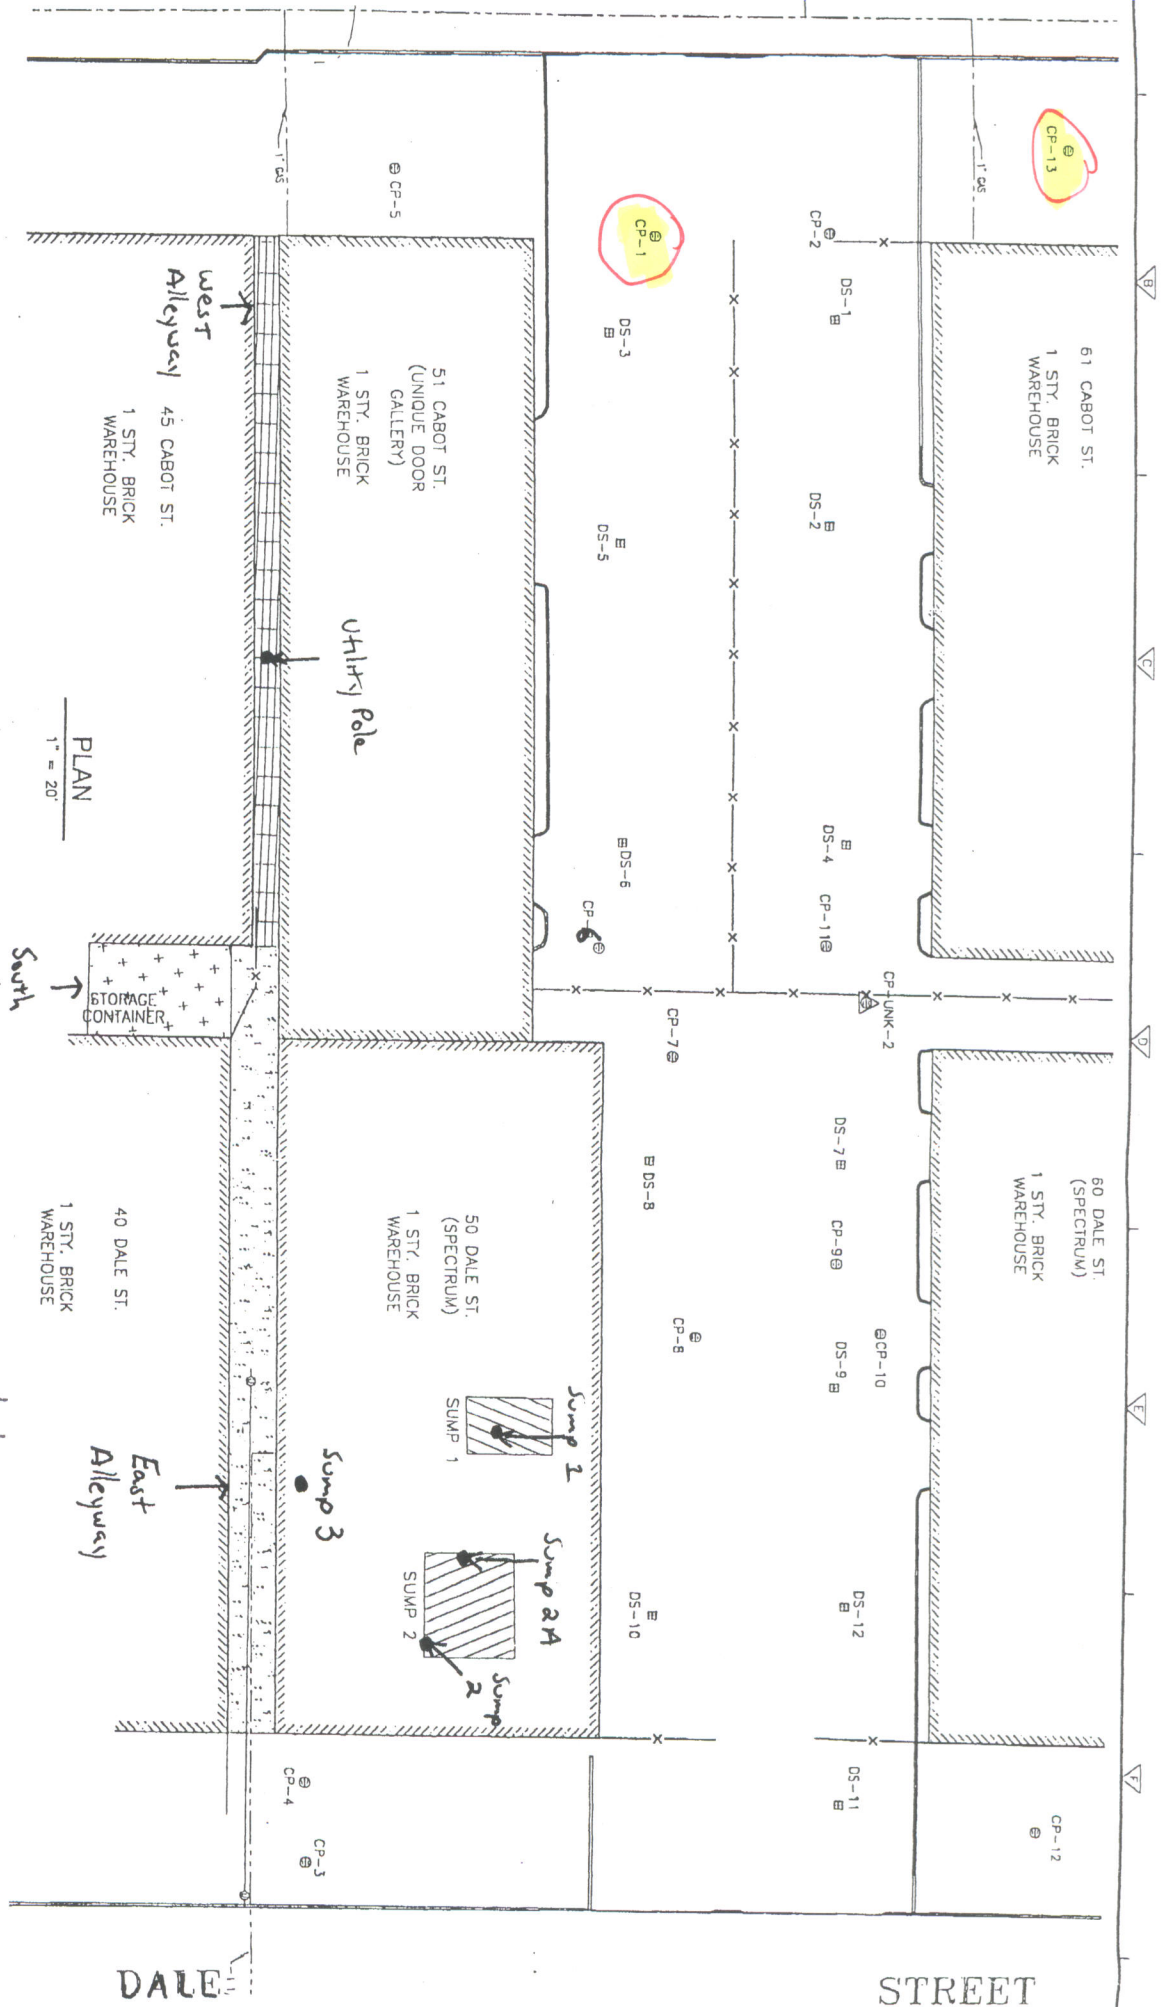 B
C
D
E
F
CP-13
1" GAS
1" GAS
CP-5
CP-1
CP-2
DS-1
DS-3
61 CABOT ST.
1 STY. BRICK
WAREHOUSE
51 CABOT ST.
(UNIQUE DOOR
GALLERY)
1 STY. BRICK
WAREHOUSE
West
Alleyway
45 CABOT ST.
1 STY. BRICK
WAREHOUSE
DS-2
DS-5
Utility Pole
PLAN
1" = 20'
DS-4
DS-6
CP-11
CP-6
CP-UNK-2
CP-7
South
STORAGE
CONTAINER
DS-7
DS-8
CP-9
CP-8
CP-10
DS-9
60 DALE ST.
(SPECTRUM)
1 STY. BRICK
WAREHOUSE
50 DALE ST.
(SPECTRUM)
1 STY. BRICK
WAREHOUSE
40 DALE ST.
1 STY. BRICK
WAREHOUSE
Sump 1
SUMP 1
Sump 3
East
Alleyway
Sump 2A
SUMP 2
Sump
2
DS-10
DS-12
DS-11
CP-12
CP-4
CP-3
DALE STREET